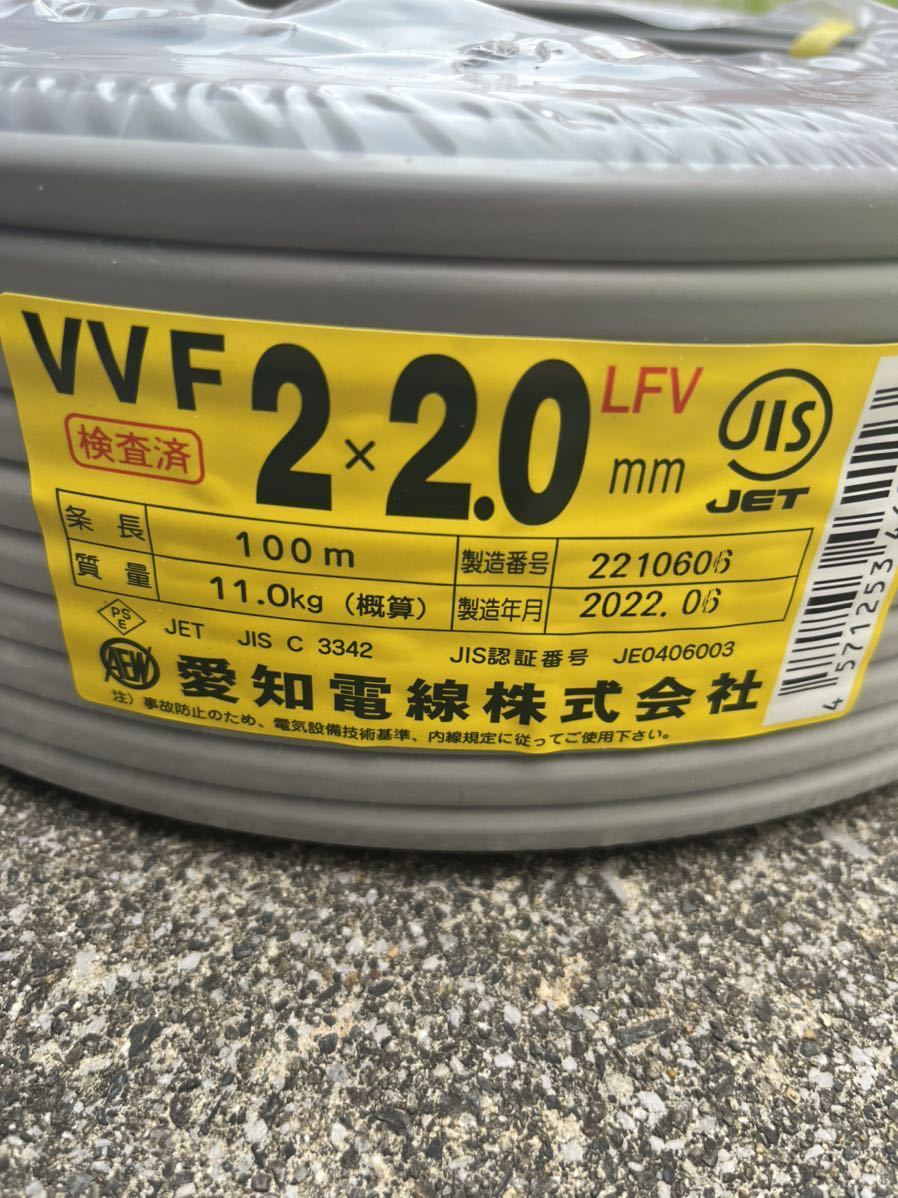 VVF 2×2.0 mm LFV
検査済
JIS
JET
条長 100m
製造番号 2210606
質量 11.0kg (概算)
製造年月 2022.06
PS E JET JIS C 3342 JIS認証番号 JE0406003
AEW 愛知電線株式会社
注）事故防止のため、電気設備技術基準、内線規定に従ってご使用下さい。
4 571253